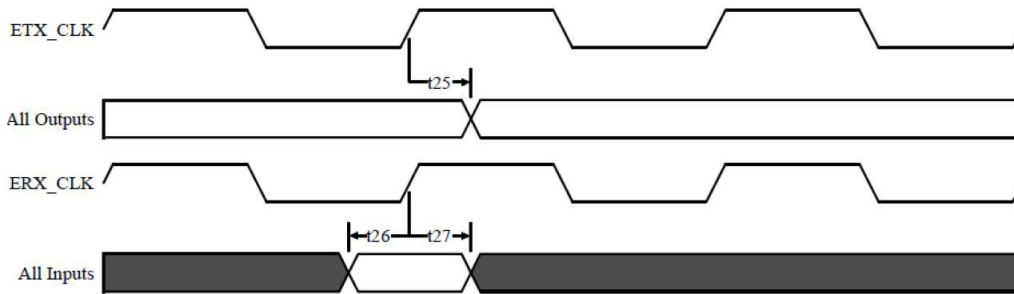 ETX_CLK
t25
All Outputs
ERX_CLK
t26 t27
All Inputs